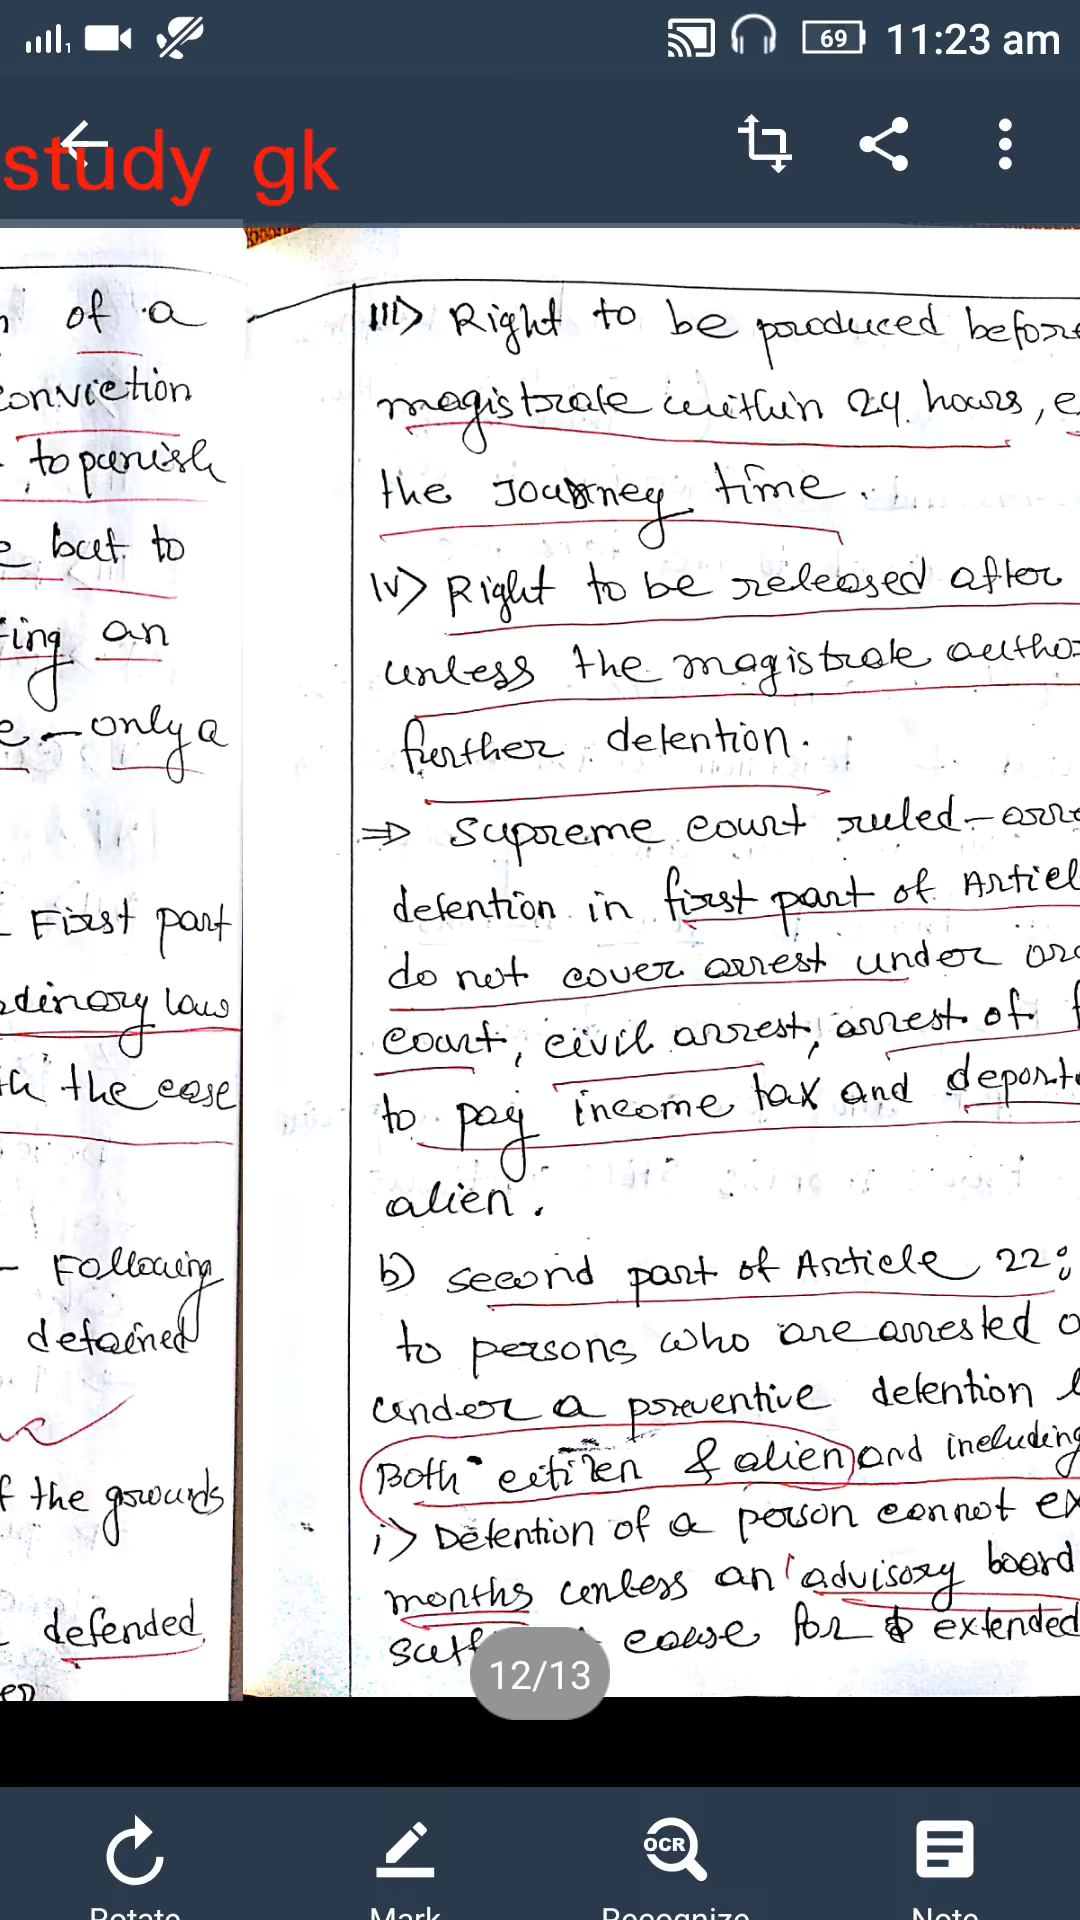 11:23 am
69
study gk
of a
conviction
to punish
but to
an
only a
First part
law
the case
Following
detained
the grounds
defended
III> Right to be produced before
magistrate within 24 hours, e
the Journey time.
IV> Right to be released after
unless the magistrate autho
further detention.
⇒ Supreme court ruled - arre
detention in first part of Articl
do not cover arrest under or
court, civil arrest, arrest of f
to pay income tax and deport
alien.
b) second part of Article 22:
to persons who are arrested o
under a preventive detention l
Both citizen & alien and including
i> Detention of a person cannot ex
months unless an advisory board
cause for extended
12/13
OCR
Rotate
Mark
Recognize
Note